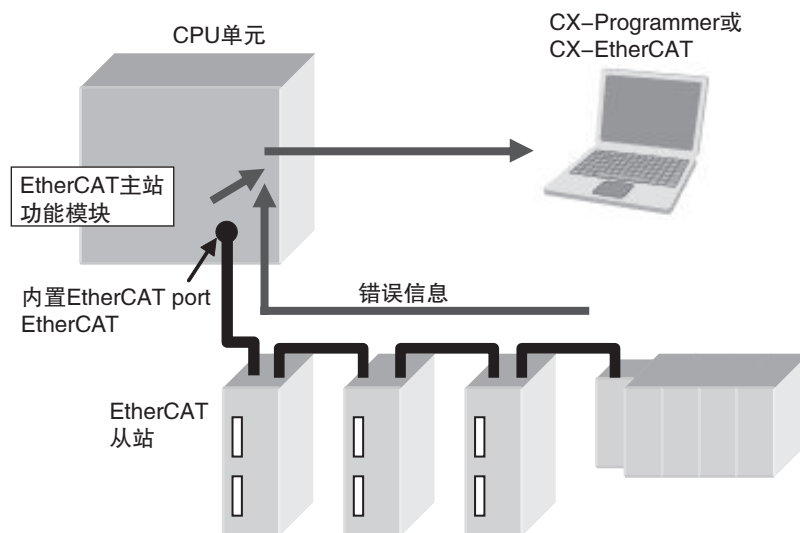 CPU单元
CX–Programmer或
CX–EtherCAT
EtherCAT主站
功能模块
内置EtherCAT port
EtherCAT
错误信息
EtherCAT
从站